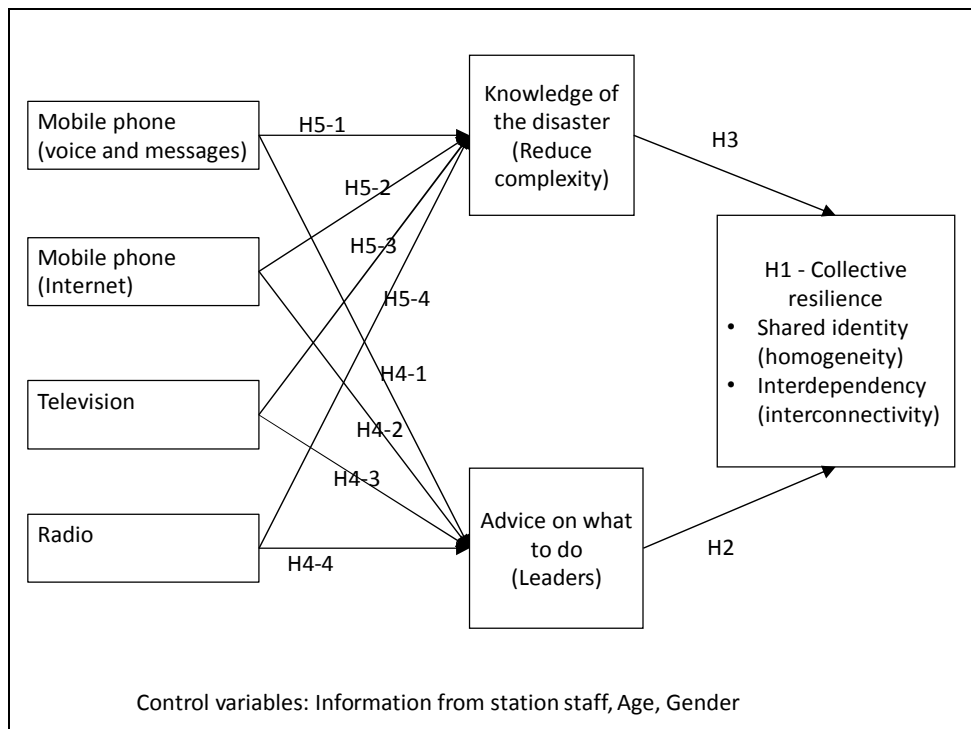 Mobile phone
(voice and messages)
Mobile phone
(Internet)
Television
Radio
H5-1
H5-2
H5-3
H5-4
H4-1
H4-2
H4-3
H4-4
Knowledge of
the disaster
(Reduce
complexity)
Advice on what
to do
(Leaders)
H3
H2
H1 - Collective
resilience
• Shared identity
(homogeneity)
• Interdependency
(interconnectivity)
Control variables: Information from station staff, Age, Gender